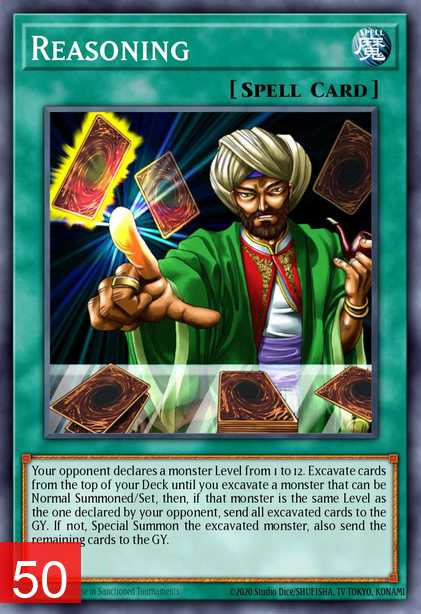 Reasoning
SPELL
魔
[Spell Card]
Your opponent declares a monster Level from 1 to 12. Excavate cards
from the top of your Deck until you excavate a monster that can be
Normal Summoned/Set, then, if that monster is the same Level as
the one declared by your opponent, send all excavated cards to the
GY. If not, Special Summon the excavated monster, also send the
remaining cards to the GY.
50
se in Sanctioned Tournaments
©2020 Studio Dice/SHUEISHA, TV TOKYO, KONAMI